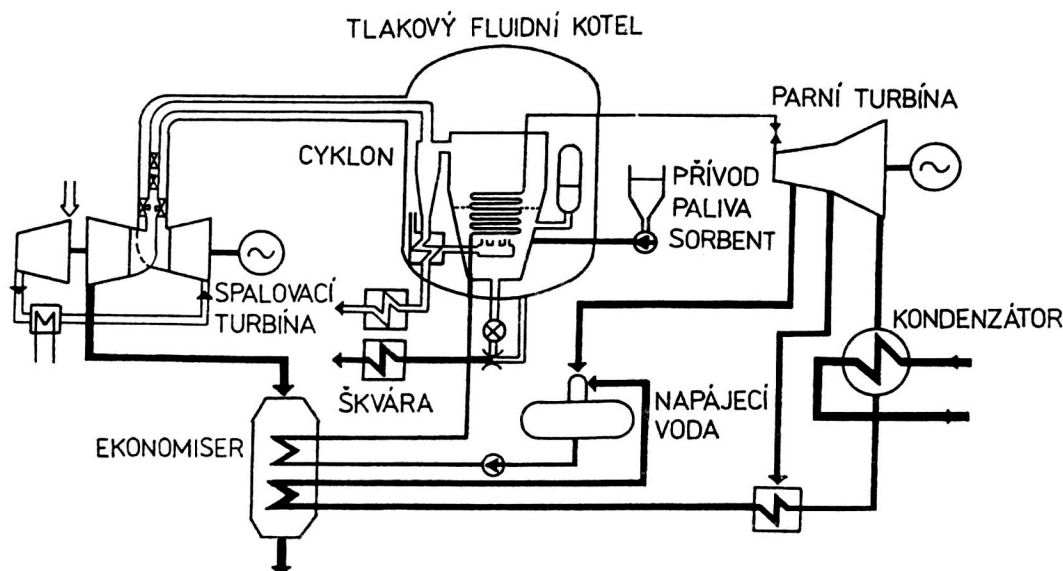 TLAKOVÝ FLUIDNÍ KOTEL
PARNÍ TURBÍNA
CYKLON
PŘÍVOD
PALIVA
SORBENT
SPALOVACÍ
TURBÍNA
M
KONDENZÁTOR
ŠKVÁRA
NAPÁJECÍ
VODA
EKONOMISER